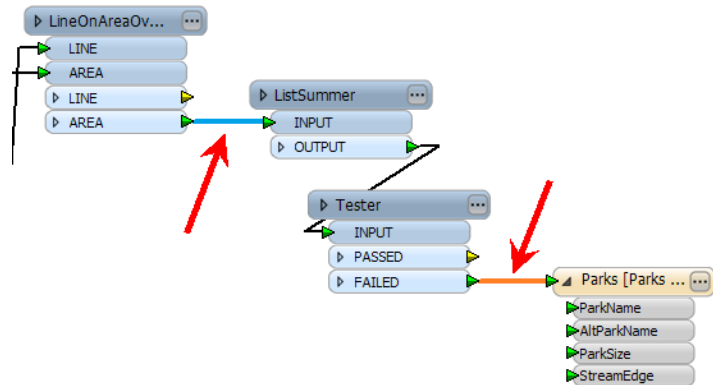 LineOnAreaOv...
LINE
AREA
LINE
AREA
ListSummer
INPUT
OUTPUT
Tester
INPUT
PASSED
FAILED
Parks [Parks ...
ParkName
AltParkName
ParkSize
StreamEdge